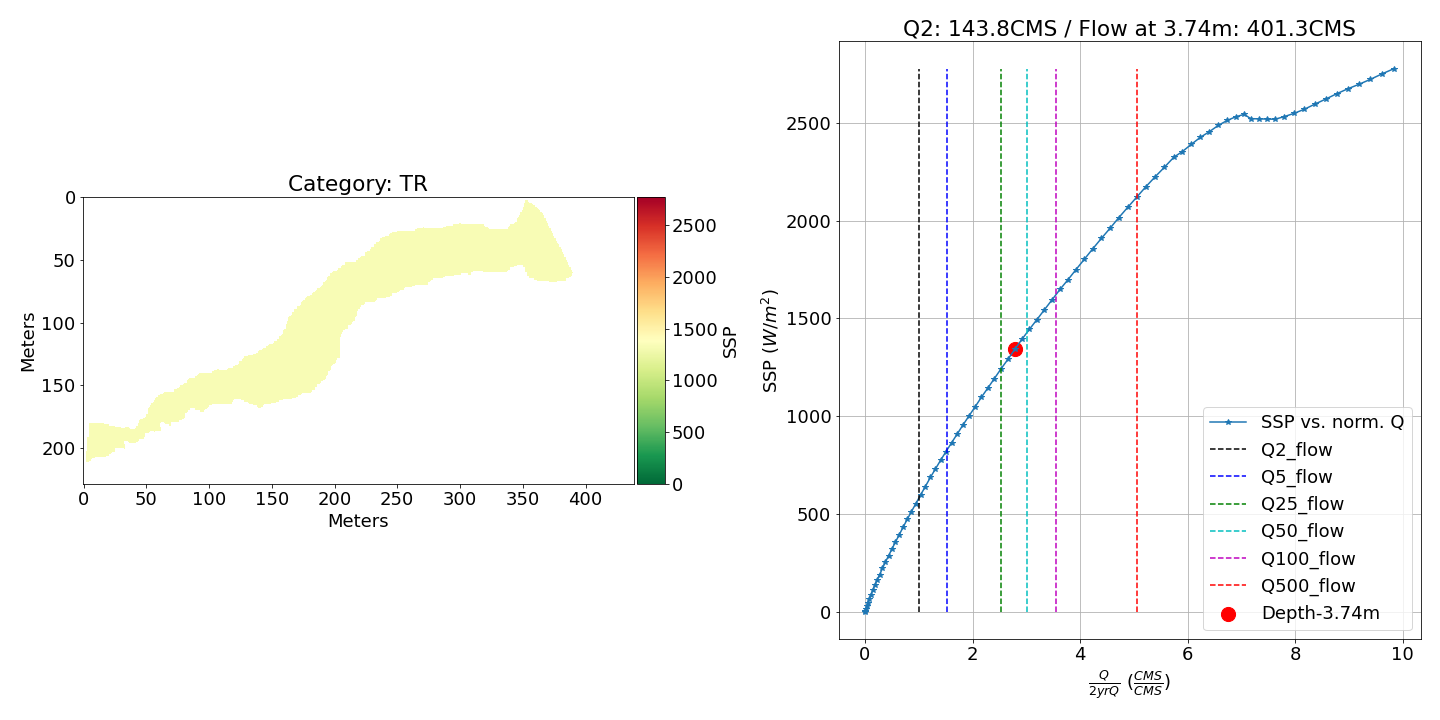 Category: TR
0
50
100
150
200
Meters
0
50
100
150
200
250
300
350
400
Meters
2500
2000
1500
1000
500
0
SSP
Q2: 143.8CMS / Flow at 3.74m: 401.3CMS
2500
2000
1500
1000
500
0
SSP (W/m²)
0
2
4
6
8
10
Q/2yrQ (CMS/CMS)
SSP vs. norm. Q
Q2_flow
Q5_flow
Q25_flow
Q50_flow
Q100_flow
Q500_flow
Depth-3.74m